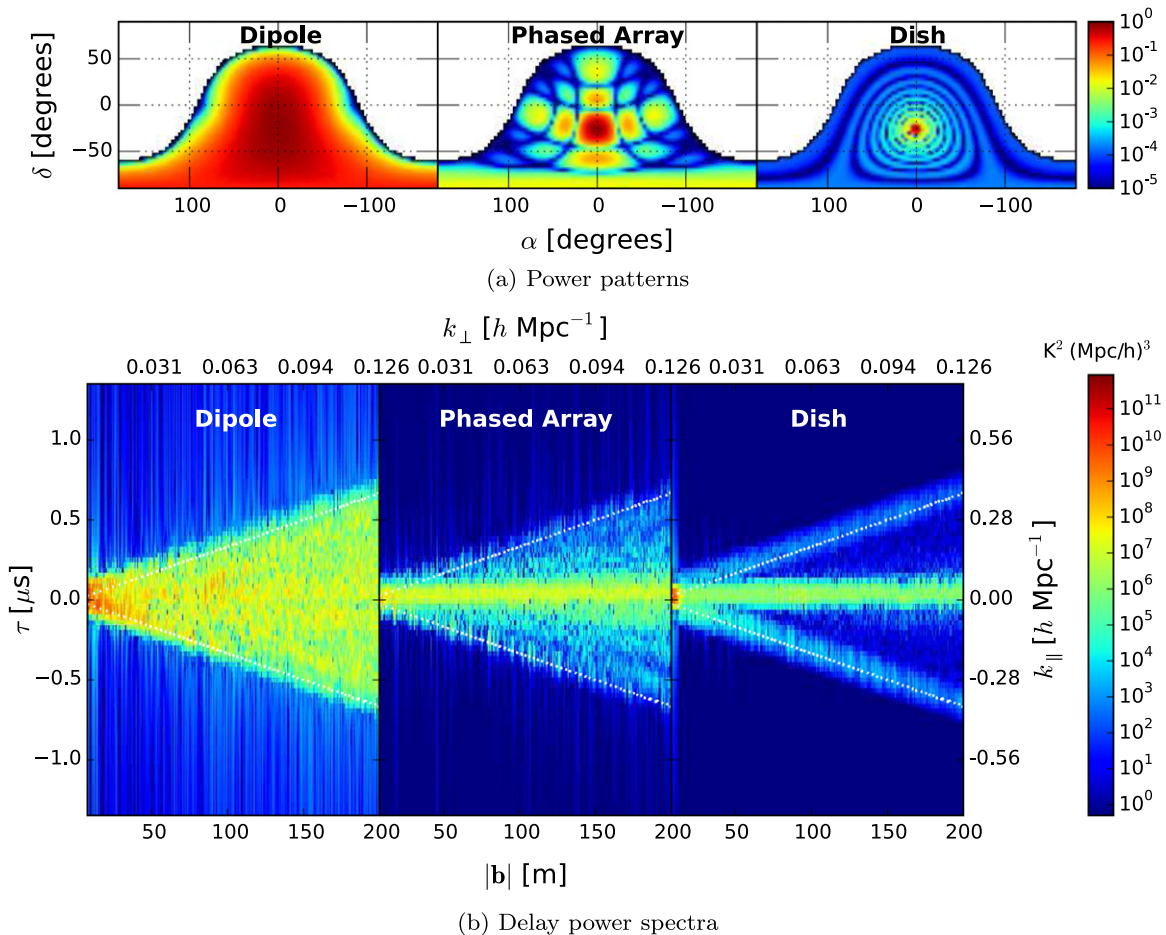 Dipole Phased Array Dish
δ [degrees]
50
0
−50
100 0 −100 100 0 −100 100 0 −100
α [degrees]
10^0
10^-1
10^-2
10^-3
10^-4
10^-5
(a) Power patterns
k⊥ [h Mpc^-1]
0.031 0.063 0.094 0.126 0.031 0.063 0.094 0.126 0.031 0.063 0.094 0.126
Dipole Phased Array Dish
τ [μs]
1.0
0.5
0.0
−0.5
−1.0
0.56
0.28
0.00
-0.28
-0.56
k∥ [h Mpc^-1]
50 100 150 200 50 100 150 200 50 100 150 200
|b| [m]
K² (Mpc/h)³
10^11
10^10
10^9
10^8
10^7
10^6
10^5
10^4
10^3
10^2
10^1
10^0
(b) Delay power spectra